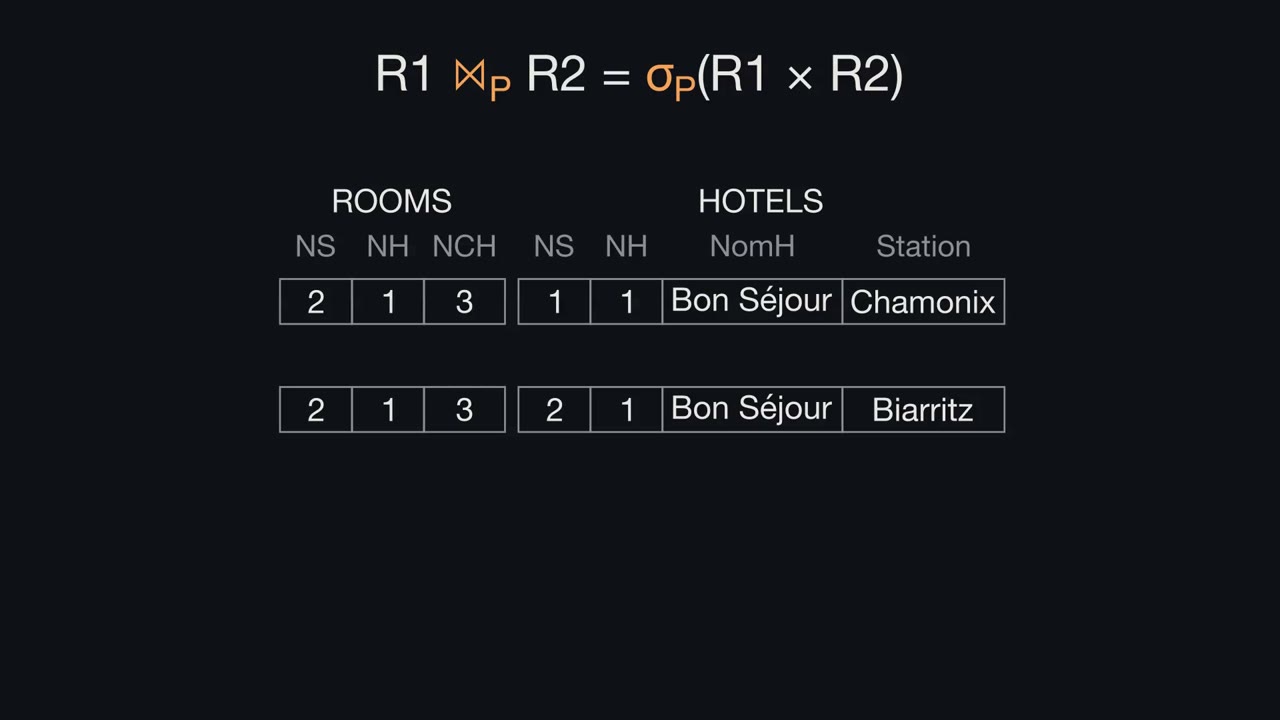 R1 ⋈P R2 = σP(R1 × R2)
ROOMS HOTELS
NS NH NCH NS NH NomH Station
2 1 3 1 1 Bon Séjour Chamonix
2 1 3 2 1 Bon Séjour Biarritz